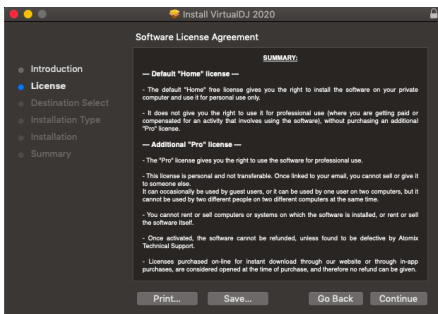 Install VirtualDJ 2020
Software License Agreement
Introduction
License
Destination Select
Installation Type
Installation
Summary
SUMMARY:
— Default "Home" license —
- The default "Home" free license gives you the right to install the software on your private
computer and use it for personal use only.
- It does not give you the right to use it for professional use (where you are getting paid or
compensated for an activity that involves using the software), without purchasing an additional
"Pro" license.
— Additional "Pro" license —
- The "Pro" license gives you the right to use the software for professional use.
- This license is personal and not transferable. Once linked to your email, you cannot sell or give it
to someone else.
It can occasionally be used by guest users, or it can be used by one user on two computers, but it
cannot be used by two different people on two different computers at the same time.
- You cannot rent or sell computers or systems on which the software is installed, or rent or sell
the software itself.
- Once activated, the software cannot be refunded, unless found to be defective by Atomix
Technical Support.
- Licenses purchased on-line for instant download through our website or through in-app
purchases, are considered opened at the time of purchase, and therefore no refund can be given.
Print... Save... Go Back Continue